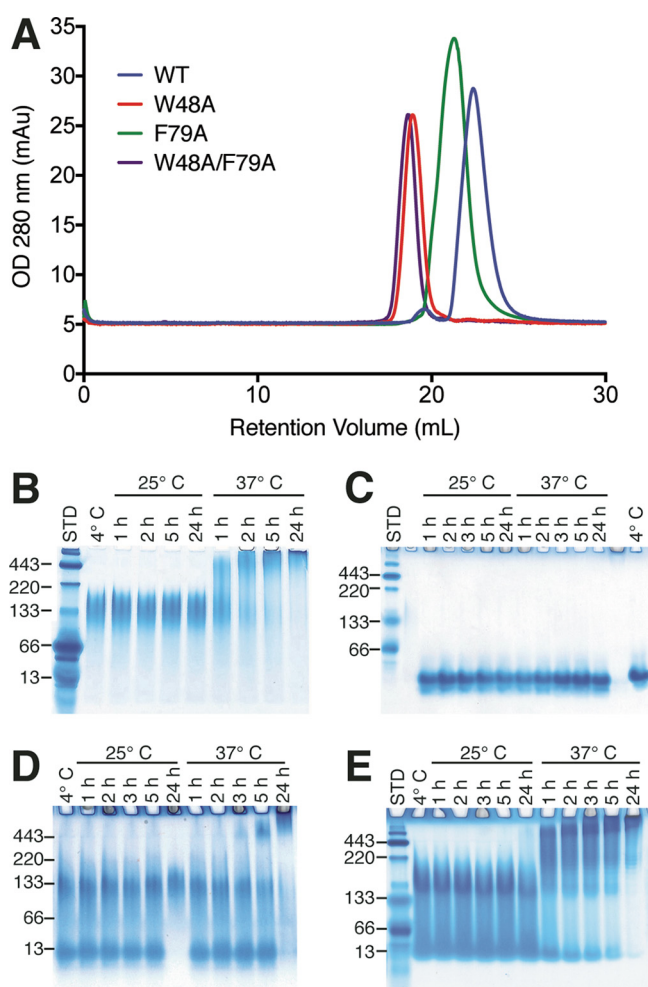 A
35
30
25
20
15
10
5
0
OD 280 nm (mAu)
WT
W48A
F79A
W48A/F79A
0 10 20 30
Retention Volume (mL)
B
25° C 37° C
STD 4° C 1 h 2 h 5 h 24 h 1 h 2 h 5 h 24 h
443
220
133
66
13
C
25° C 37° C
STD 1 h 2 h 3 h 5 h 24 h 1 h 2 h 3 h 5 h 24 h 4° C
443
220
133
66
D
25° C 37° C
4° C 1 h 2 h 3 h 5 h 24 h 1 h 2 h 3 h 5 h 24 h
443
220
133
66
13
E
25° C 37° C
STD 4° C 1 h 2 h 3 h 5 h 24 h 1 h 2 h 3 h 5 h 24 h
443
220
133
66
13